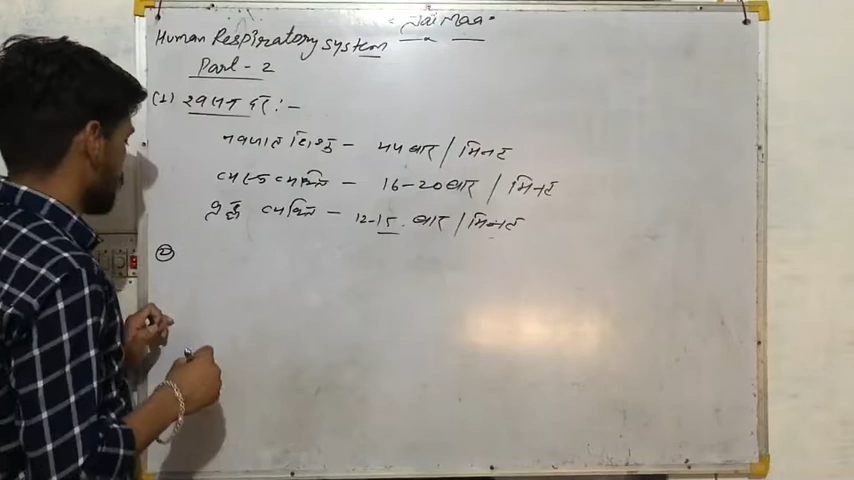 जय माता
Human Respiratory system
Part - 2
(1) श्वसन दर :-
नवजात शिशु - 44 बार / मिनट
वयस्क व्यक्ति - 16-20 बार / मिनट
वृद्ध व्यक्ति - 12-15 बार / मिनट
②